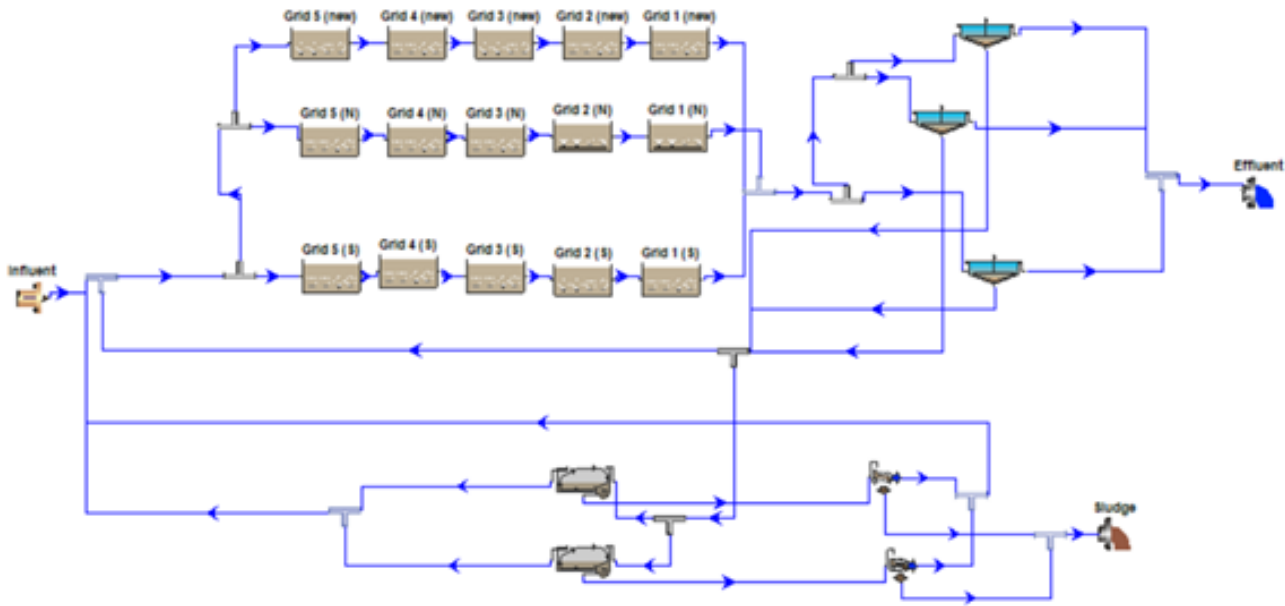 Grid 5 (new) Grid 4 (new) Grid 3 (new) Grid 2 (new) Grid 1 (new)
Grid 5 (N) Grid 4 (N) Grid 3 (N) Grid 2 (N) Grid 1 (N)
Effluent
Grid 5 (S) Grid 4 (S) Grid 3 (S) Grid 2 (S) Grid 1 (S)
Influent
Sludge